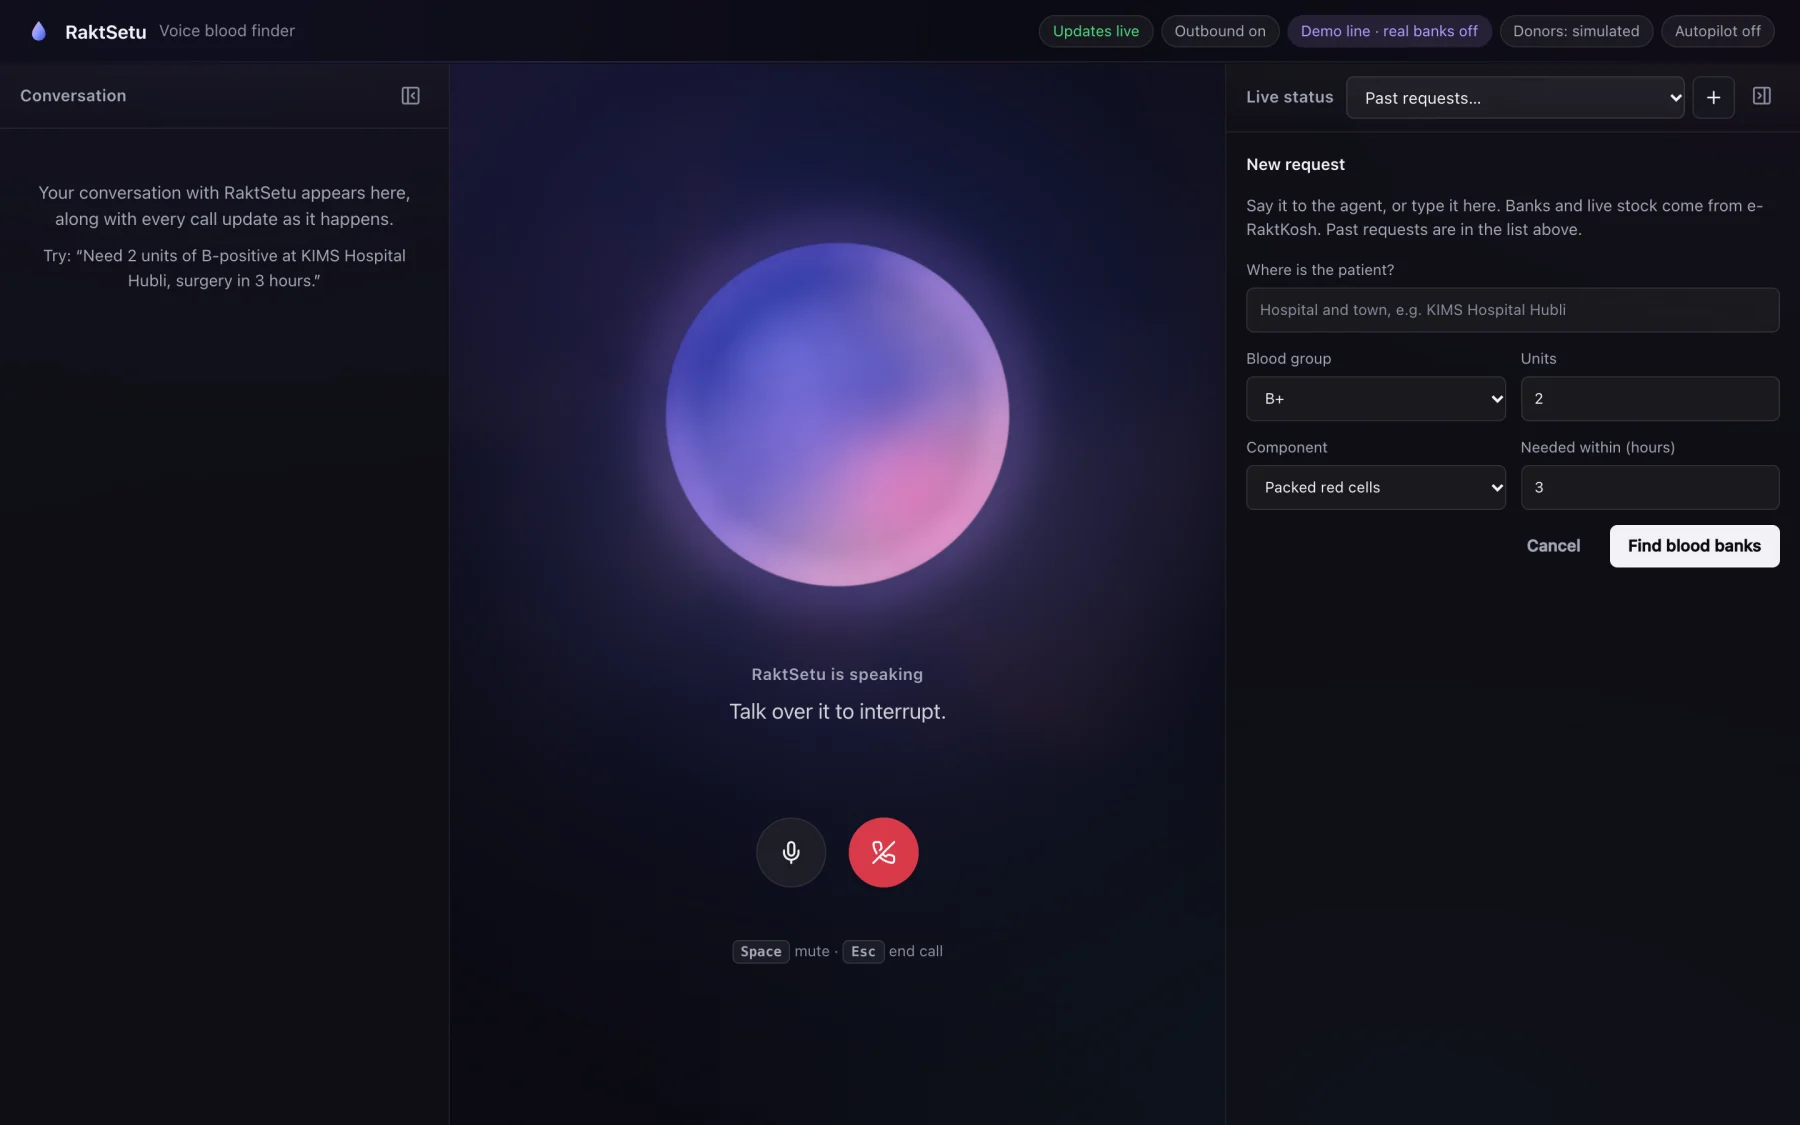 RaktSetu Voice blood finder
Updates live
Outbound on
Demo line · real banks off
Donors: simulated
Autopilot off
Conversation
Your conversation with RaktSetu appears here,
along with every call update as it happens.
Try: “Need 2 units of B-positive at KIMS Hospital
Hubli, surgery in 3 hours.”
RaktSetu is speaking
Talk over it to interrupt.
Space mute · Esc end call
Live status
Past requests...
+
New request
Say it to the agent, or type it here. Banks and live stock come from e-
RaktKosh. Past requests are in the list above.
Where is the patient?
Hospital and town, e.g. KIMS Hospital Hubli
Blood group
B+
Units
2
Component
Packed red cells
Needed within (hours)
3
Cancel
Find blood banks